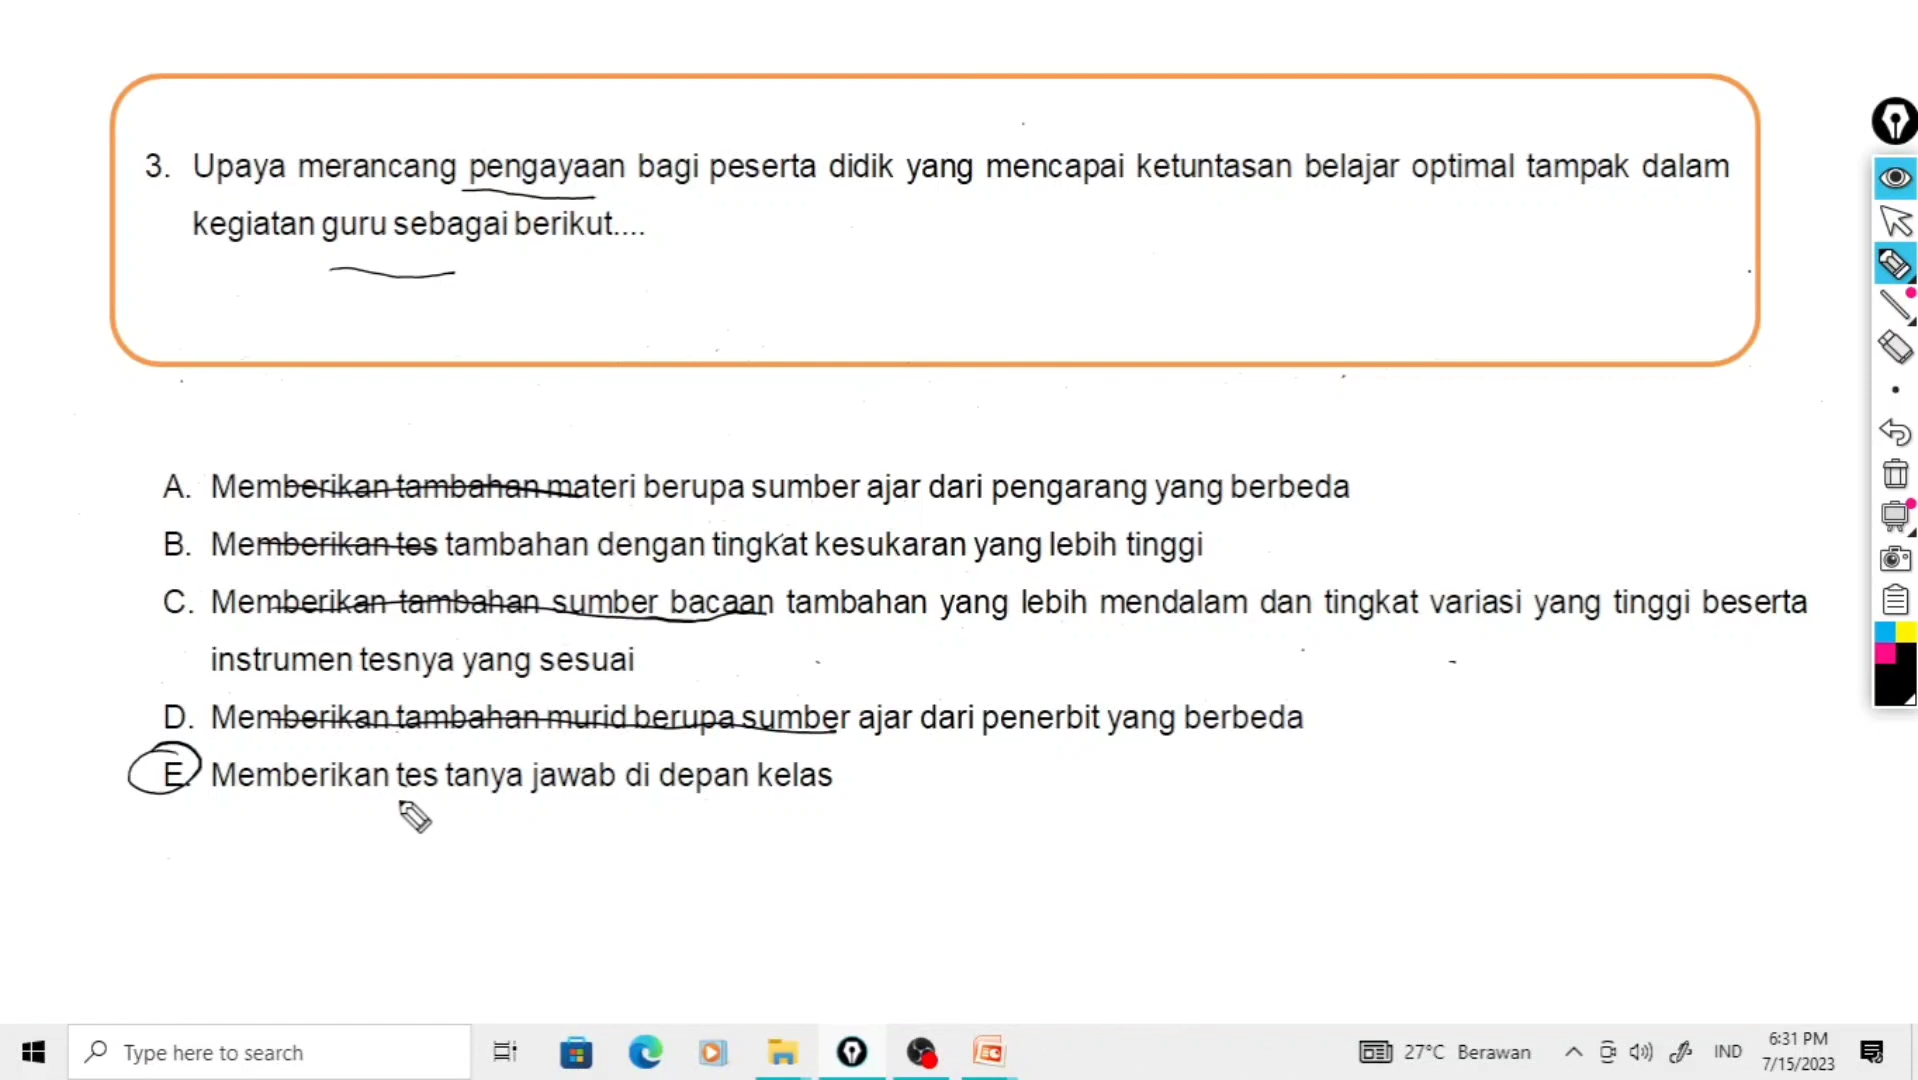 3. Upaya merancang pengayaan bagi peserta didik yang mencapai ketuntasan belajar optimal tampak dalam
kegiatan guru sebagai berikut....
A. Memberikan tambahan materi berupa sumber ajar dari pengarang yang berbeda
B. Memberikan tes tambahan dengan tingkat kesukaran yang lebih tinggi
C. Memberikan tambahan sumber bacaan tambahan yang lebih mendalam dan tingkat variasi yang tinggi beserta
instrumen tesnya yang sesuai
D. Memberikan tambahan murid berupa sumber ajar dari penerbit yang berbeda
E. Memberikan tes tanya jawab di depan kelas
Type here to search
27°C Berawan
IND
6:31 PM
7/15/2023